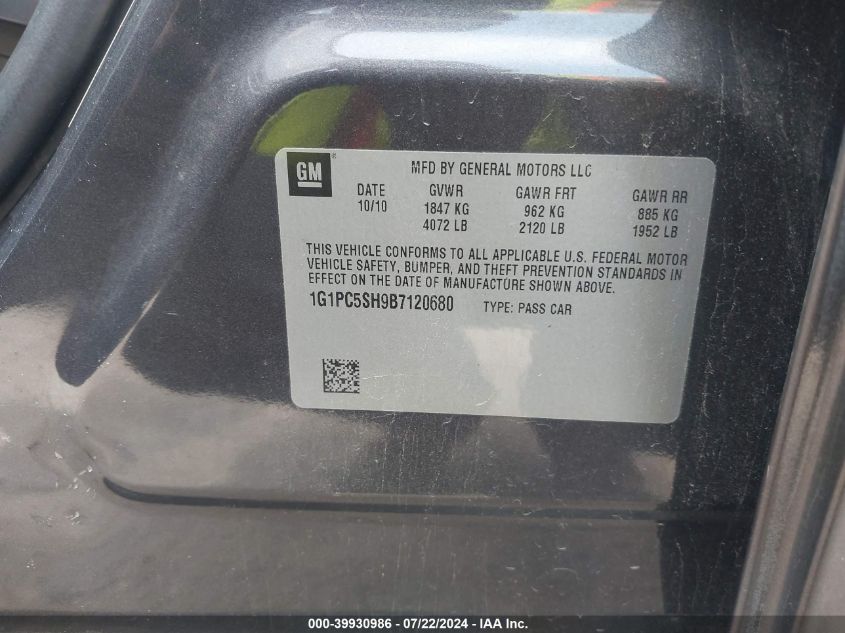 GM ®
MFD BY GENERAL MOTORS LLC
DATE GVWR GAWR FRT GAWR RR
10/10 1847 KG 962 KG 885 KG
4072 LB 2120 LB 1952 LB
THIS VEHICLE CONFORMS TO ALL APPLICABLE U.S. FEDERAL MOTOR
VEHICLE SAFETY, BUMPER, AND THEFT PREVENTION STANDARDS IN
EFFECT ON THE DATE OF MANUFACTURE SHOWN ABOVE.
1G1PC5SH9B7120680 TYPE: PASS CAR
000-39930986 - 07/22/2024 - IAA Inc.